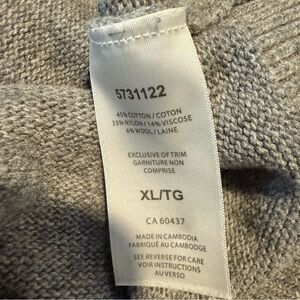 5731122
45% COTTON / COTON
35% NYLON / 14% VISCOSE
6% WOOL / LAINE
EXCLUSIVE OF TRIM
GARNITURE NON
COMPRISE
XL/TG
CA 60437
MADE IN CAMBODIA
FABRIQUÉ AU CAMBODGE
SEE REVERSE FOR CARE
VOIR INSTRUCTIONS
AU VERSO